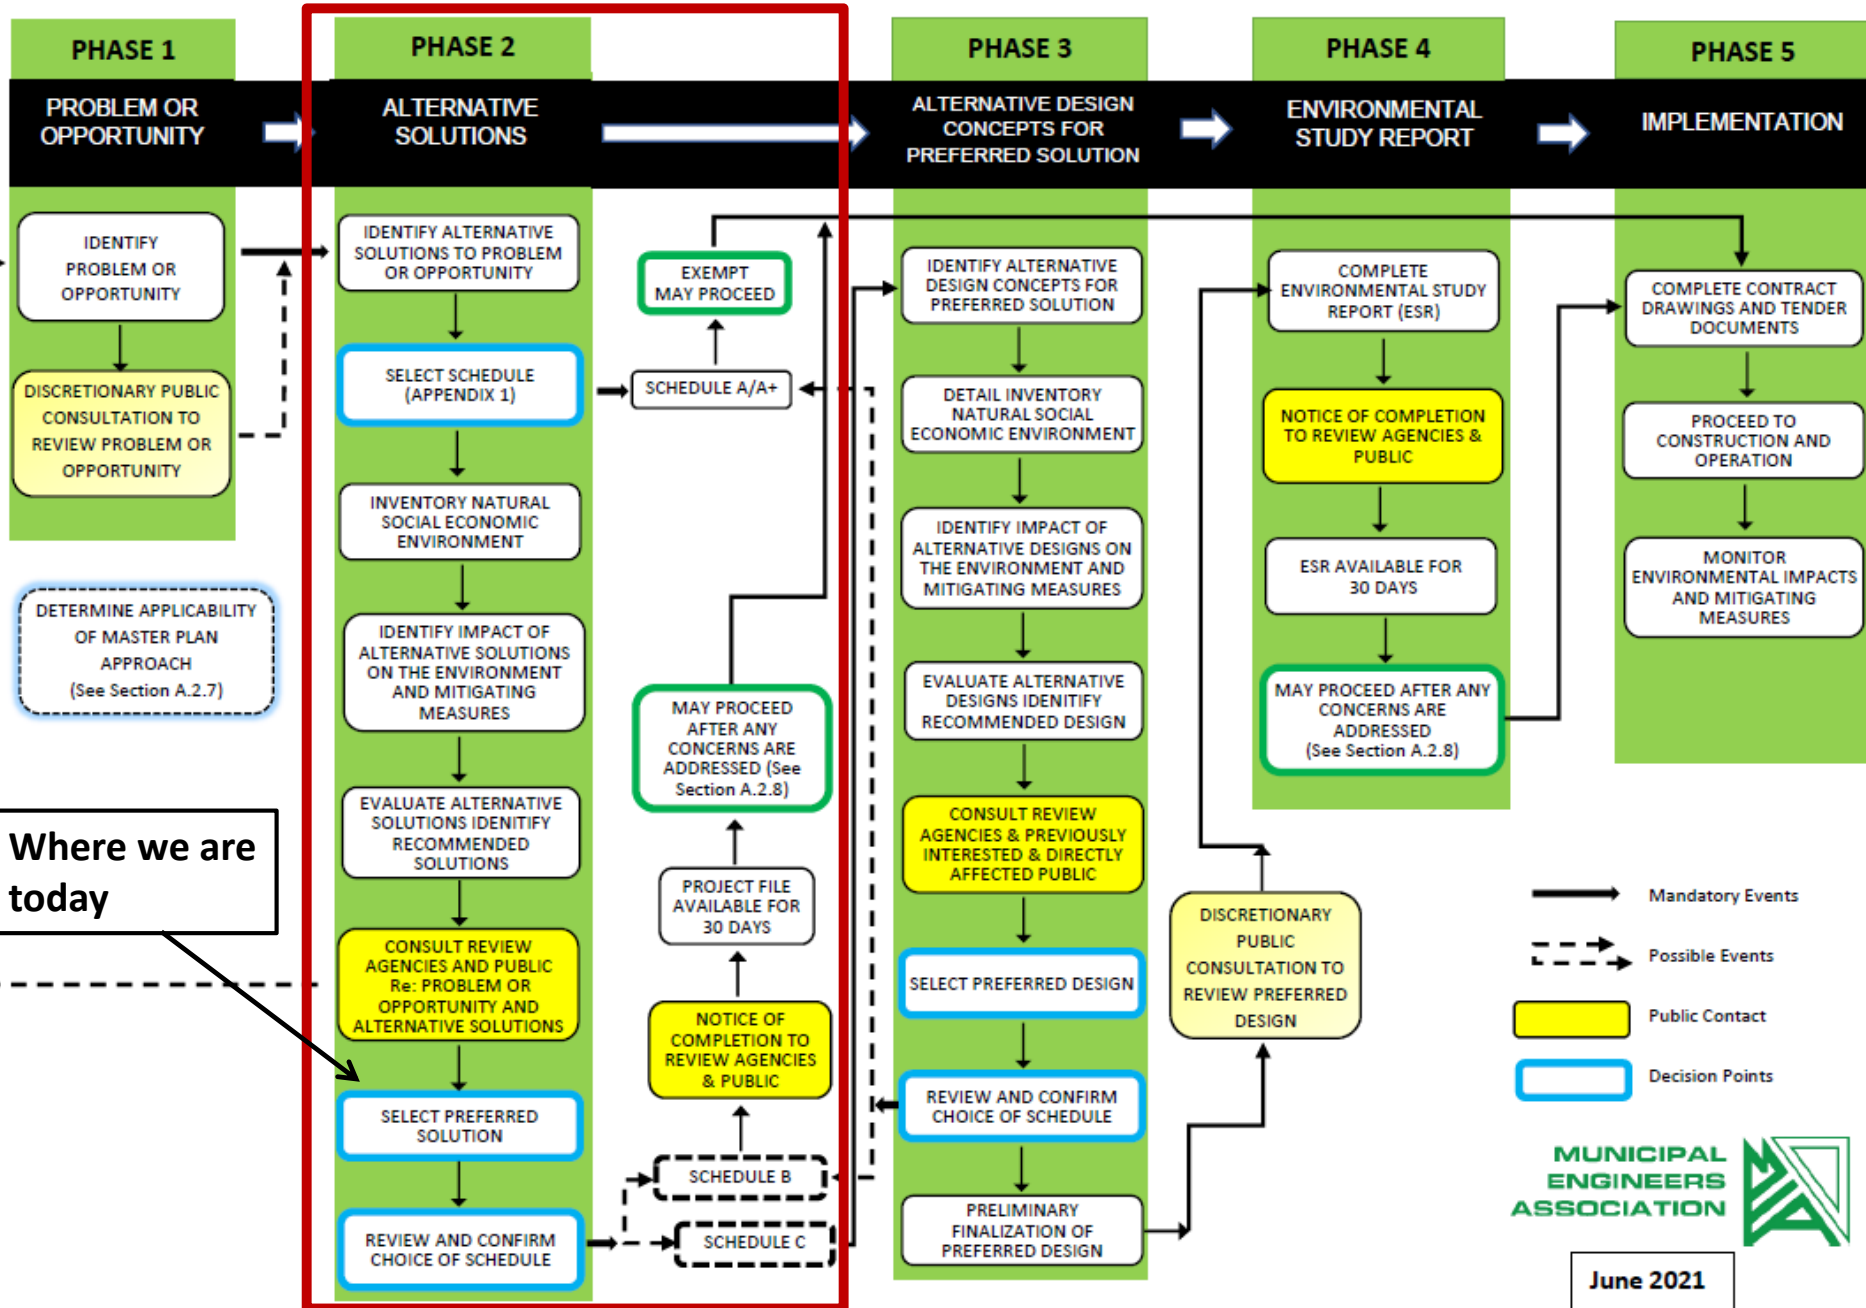 PHASE 1
PROBLEM OR
OPPORTUNITY
IDENTIFY
PROBLEM OR
OPPORTUNITY
DISCRETIONARY PUBLIC
CONSULTATION TO
REVIEW PROBLEM OR
OPPORTUNITY
DETERMINE APPLICABILITY
OF MASTER PLAN
APPROACH
(See Section A.2.7)
Where we are
today
PHASE 2
ALTERNATIVE
SOLUTIONS
IDENTIFY ALTERNATIVE
SOLUTIONS TO PROBLEM
OR OPPORTUNITY
SELECT SCHEDULE
(APPENDIX 1)
INVENTORY NATURAL
SOCIAL ECONOMIC
ENVIRONMENT
IDENTIFY IMPACT OF
ALTERNATIVE SOLUTIONS
ON THE ENVIRONMENT
AND MITIGATING
MEASURES
EVALUATE ALTERNATIVE
SOLUTIONS IDENITIFY
RECOMMENDED
SOLUTIONS
CONSULT REVIEW
AGENCIES AND PUBLIC
Re: PROBLEM OR
OPPORTUNITY AND
ALTERNATIVE SOLUTIONS
SELECT PREFERRED
SOLUTION
REVIEW AND CONFIRM
CHOICE OF SCHEDULE
EXEMPT
MAY PROCEED
SCHEDULE A/A+
MAY PROCEED
AFTER ANY
CONCERNS ARE
ADDRESSED (See
Section A.2.8)
PROJECT FILE
AVAILABLE FOR
30 DAYS
NOTICE OF
COMPLETION TO
REVIEW AGENCIES
& PUBLIC
SCHEDULE B
SCHEDULE C
PHASE 3
ALTERNATIVE DESIGN
CONCEPTS FOR
PREFERRED SOLUTION
IDENTIFY ALTERNATIVE
DESIGN CONCEPTS FOR
PREFERRED SOLUTION
DETAIL INVENTORY
NATURAL SOCIAL
ECONOMIC ENVIRONMENT
IDENTIFY IMPACT OF
ALTERNATIVE DESIGNS ON
THE ENVIRONMENT AND
MITIGATING MEASURES
EVALUATE ALTERNATIVE
DESIGNS IDENITIFY
RECOMMENDED DESIGN
CONSULT REVIEW
AGENCIES & PREVIOUSLY
INTERESTED & DIRECTLY
AFFECTED PUBLIC
SELECT PREFERRED DESIGN
REVIEW AND CONFIRM
CHOICE OF SCHEDULE
PRELIMINARY
FINALIZATION OF
PREFERRED DESIGN
DISCRETIONARY
PUBLIC
CONSULTATION TO
REVIEW PREFERRED
DESIGN
PHASE 4
ENVIRONMENTAL
STUDY REPORT
COMPLETE
ENVIRONMENTAL STUDY
REPORT (ESR)
NOTICE OF COMPLETION
TO REVIEW AGENCIES &
PUBLIC
ESR AVAILABLE FOR
30 DAYS
MAY PROCEED AFTER ANY
CONCERNS ARE
ADDRESSED
(See Section A.2.8)
PHASE 5
IMPLEMENTATION
COMPLETE CONTRACT
DRAWINGS AND TENDER
DOCUMENTS
PROCEED TO
CONSTRUCTION AND
OPERATION
MONITOR
ENVIRONMENTAL IMPACTS
AND MITIGATING
MEASURES
Mandatory Events
Possible Events
Public Contact
Decision Points
MUNICIPAL
ENGINEERS
ASSOCIATION
June 2021